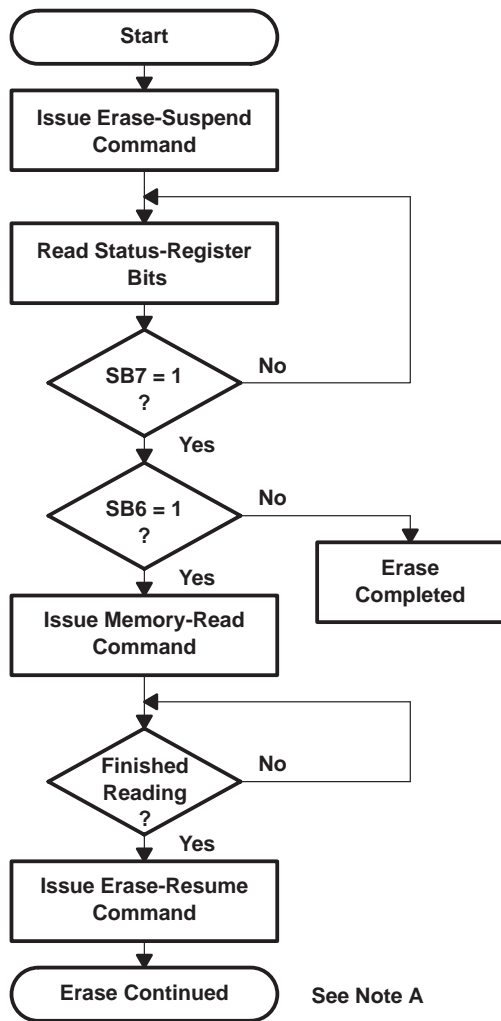 Start
Issue Erase-Suspend
Command
Read Status-Register
Bits
SB7 = 1
?
No
Yes
SB6 = 1
?
No
Yes
Erase
Completed
Issue Memory-Read
Command
Finished
Reading
?
No
Yes
Issue Erase-Resume
Command
Erase Continued
See Note A